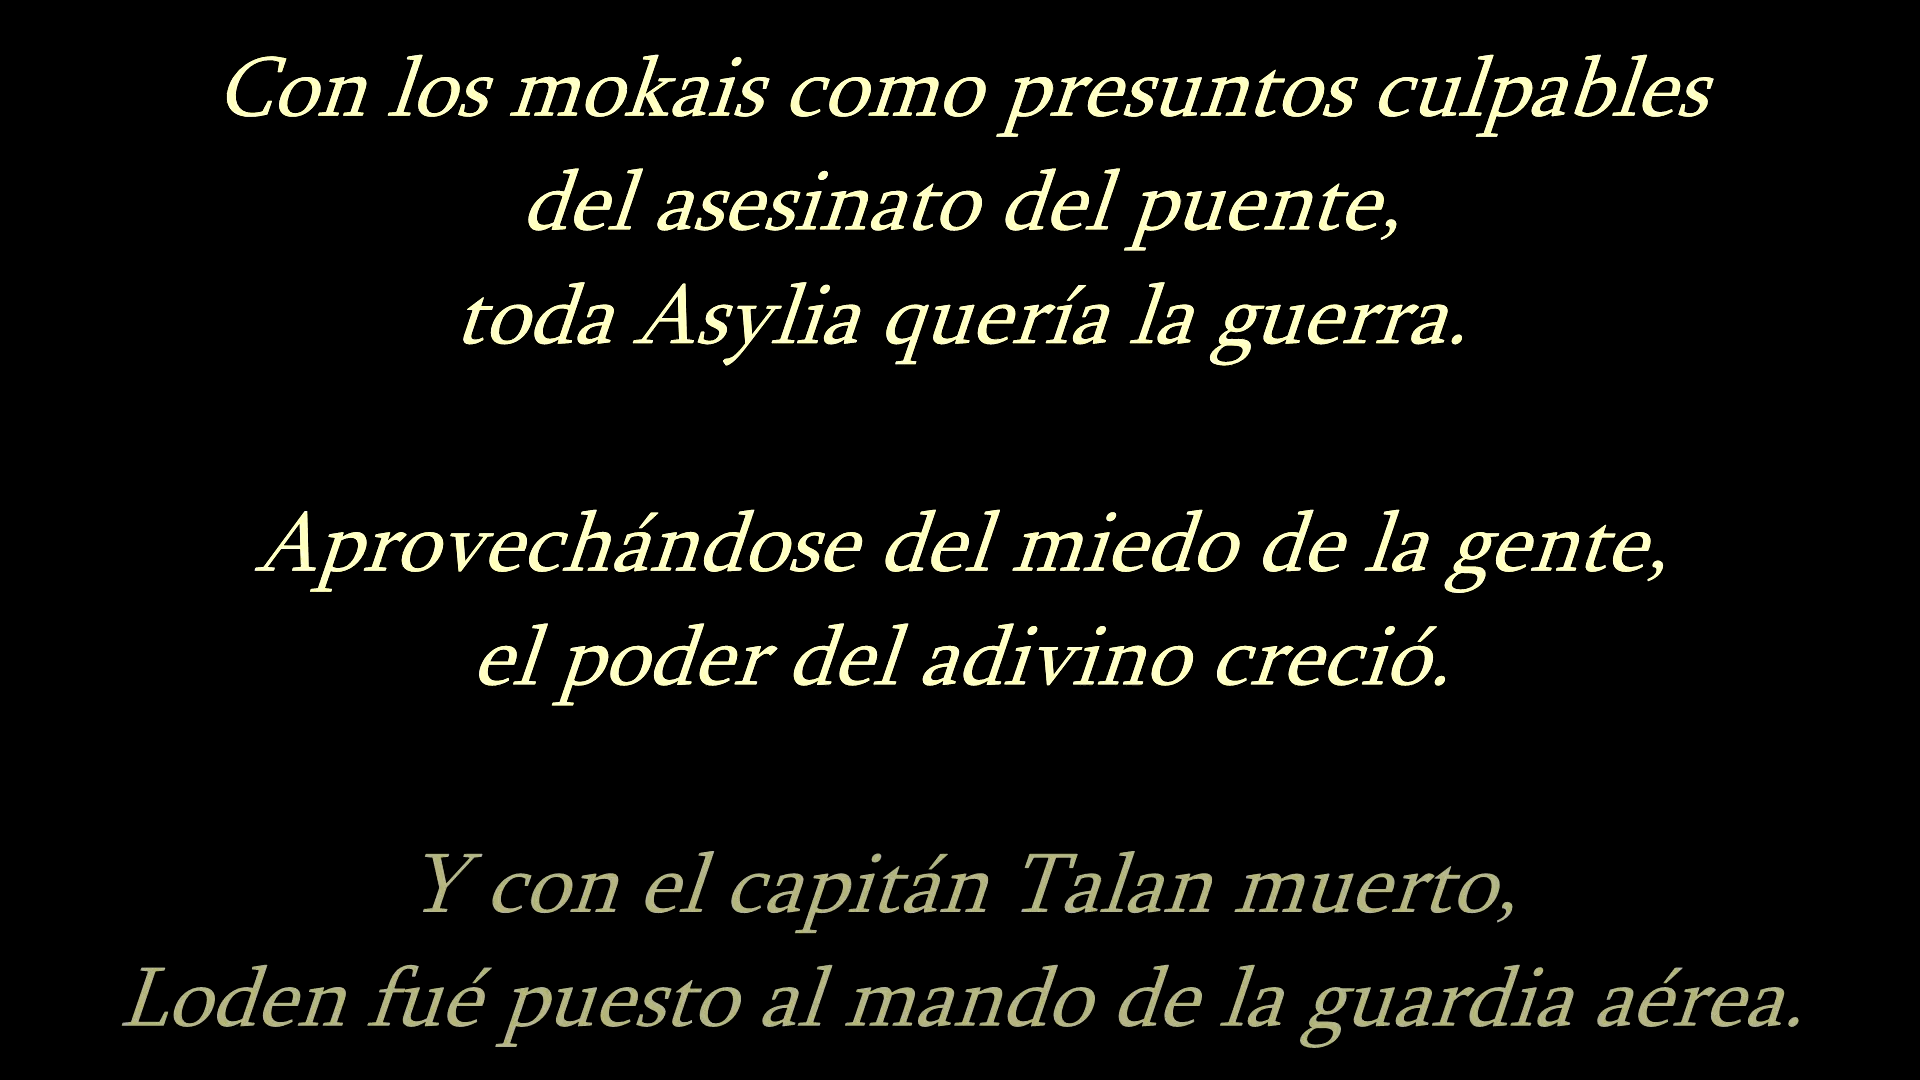 Con los mokais como presuntos culpables
del asesinato del puente,
toda Asylia quería la guerra.
Aprovechándose del miedo de la gente,
el poder del adivino creció.
Y con el capitán Talan muerto,
Loden fué puesto al mando de la guardia aérea.